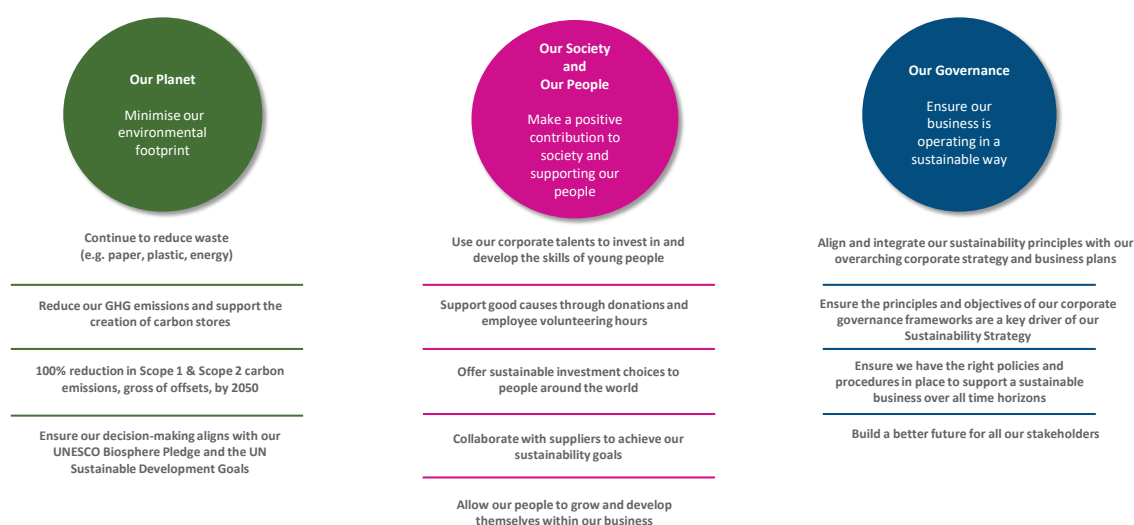 Our Planet
Minimise our
environmental
footprint
Continue to reduce waste
(e.g. paper, plastic, energy)
Reduce our GHG emissions and support the
creation of carbon stores
100% reduction in Scope 1 & Scope 2 carbon
emissions, gross of offsets, by 2050
Ensure our decision-making aligns with our
UNESCO Biosphere Pledge and the UN
Sustainable Development Goals
Our Society
and
Our People
Make a positive
contribution to
society and
supporting our
people
Use our corporate talents to invest in and
develop the skills of young people
Support good causes through donations and
employee volunteering hours
Offer sustainable investment choices to
people around the world
Collaborate with suppliers to achieve our
sustainability goals
Allow our people to grow and develop
themselves within our business
Our Governance
Ensure our
business is
operating in a
sustainable way
Align and integrate our sustainability principles with our
overarching corporate strategy and business plans
Ensure the principles and objectives of our corporate
governance frameworks are a key driver of our
Sustainability Strategy
Ensure we have the right policies and
procedures in place to support a sustainable
business over all time horizons
Build a better future for all our stakeholders